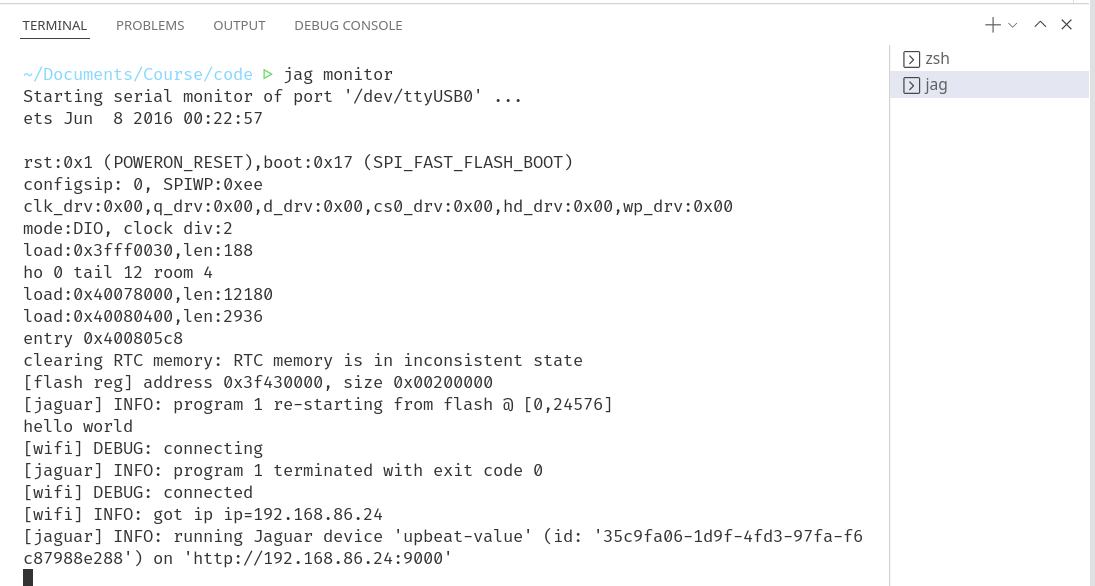 TERMINAL PROBLEMS OUTPUT DEBUG CONSOLE
~/Documents/Course/code ▷ jag monitor
Starting serial monitor of port '/dev/ttyUSB0' ...
ets Jun  8 2016 00:22:57
rst:0x1 (POWERON_RESET),boot:0x17 (SPI_FAST_FLASH_BOOT)
configsip: 0, SPIWP:0xee
clk_drv:0x00,q_drv:0x00,d_drv:0x00,cs0_drv:0x00,hd_drv:0x00,wp_drv:0x00
mode:DIO, clock div:2
load:0x3fff0030,len:188
ho 0 tail 12 room 4
load:0x40078000,len:12180
load:0x40080400,len:2936
entry 0x400805c8
clearing RTC memory: RTC memory is in inconsistent state
[flash reg] address 0x3f430000, size 0x00200000
[jaguar] INFO: program 1 re-starting from flash @ [0,24576]
hello world
[wifi] DEBUG: connecting
[jaguar] INFO: program 1 terminated with exit code 0
[wifi] DEBUG: connected
[wifi] INFO: got ip ip=192.168.86.24
[jaguar] INFO: running Jaguar device 'upbeat-value' (id: '35c9fa06-1d9f-4fd3-97fa-f6
c87988e288') on 'http://192.168.86.24:9000'
zsh
jag